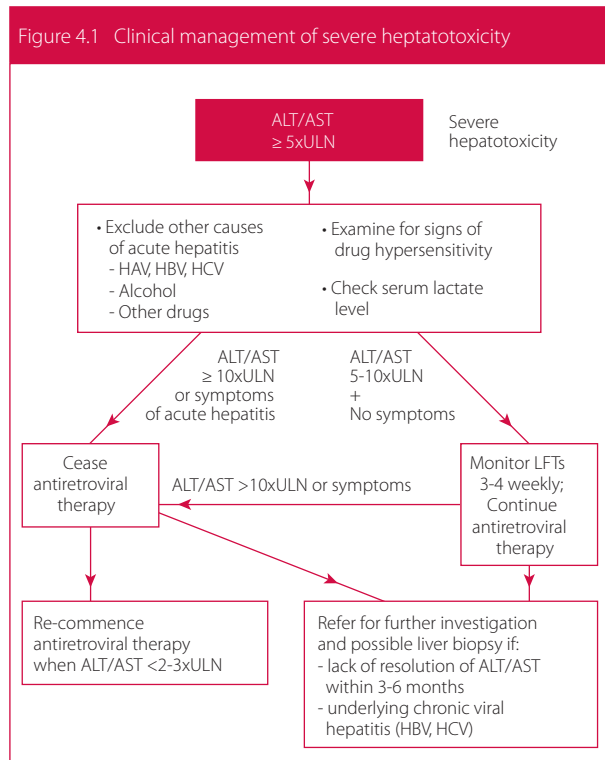 Figure 4.1 Clinical management of severe heptatotoxicity
ALT/AST
≥ 5xULN
Severe
hepatotoxicity
• Exclude other causes
of acute hepatitis
- HAV, HBV, HCV
- Alcohol
- Other drugs
• Examine for signs of
drug hypersensitivity
• Check serum lactate
level
ALT/AST
≥ 10xULN
or symptoms
of acute hepatitis
ALT/AST
5-10xULN
+
No symptoms
Cease
antiretroviral
therapy
ALT/AST >10xULN or symptoms
Monitor LFTs
3-4 weekly;
Continue
antiretroviral
therapy
Re-commence
antiretroviral therapy
when ALT/AST <2-3xULN
Refer for further investigation
and possible liver biopsy if:
- lack of resolution of ALT/AST
within 3-6 months
- underlying chronic viral
hepatitis (HBV, HCV)